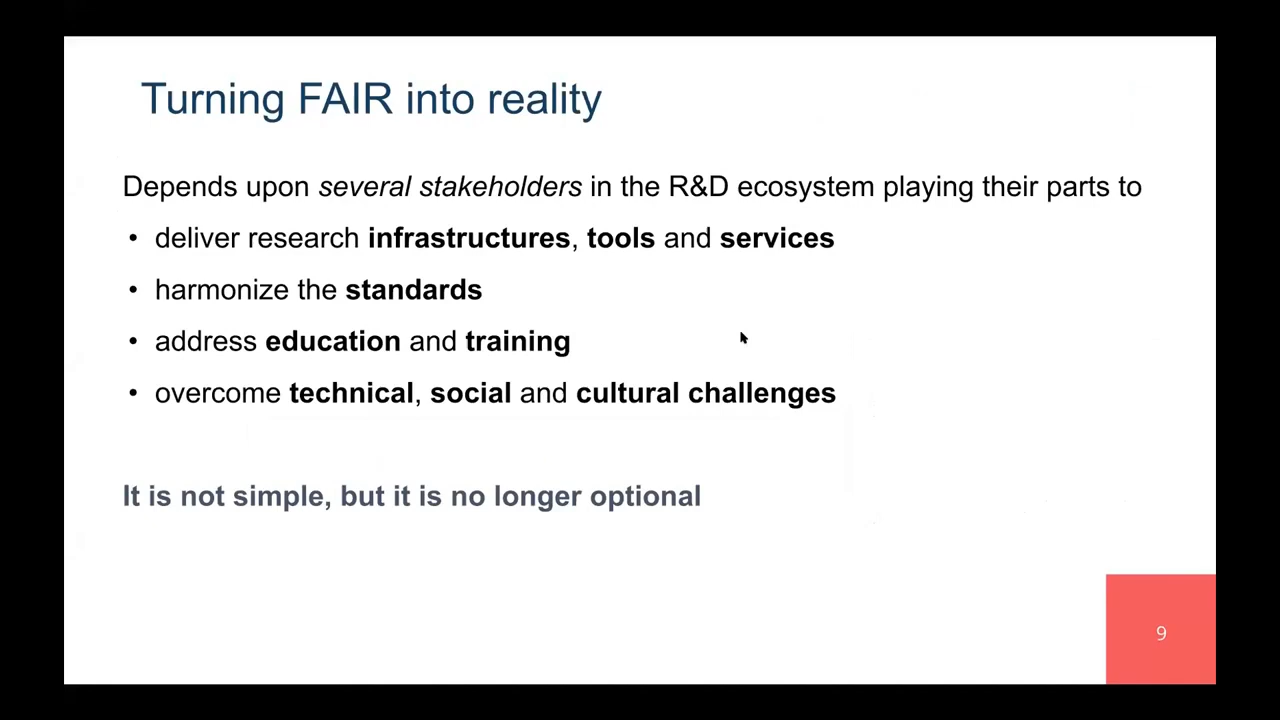 Turning FAIR into reality
Depends upon several stakeholders in the R&D ecosystem playing their parts to
• deliver research infrastructures, tools and services
• harmonize the standards
• address education and training
• overcome technical, social and cultural challenges
It is not simple, but it is no longer optional
9